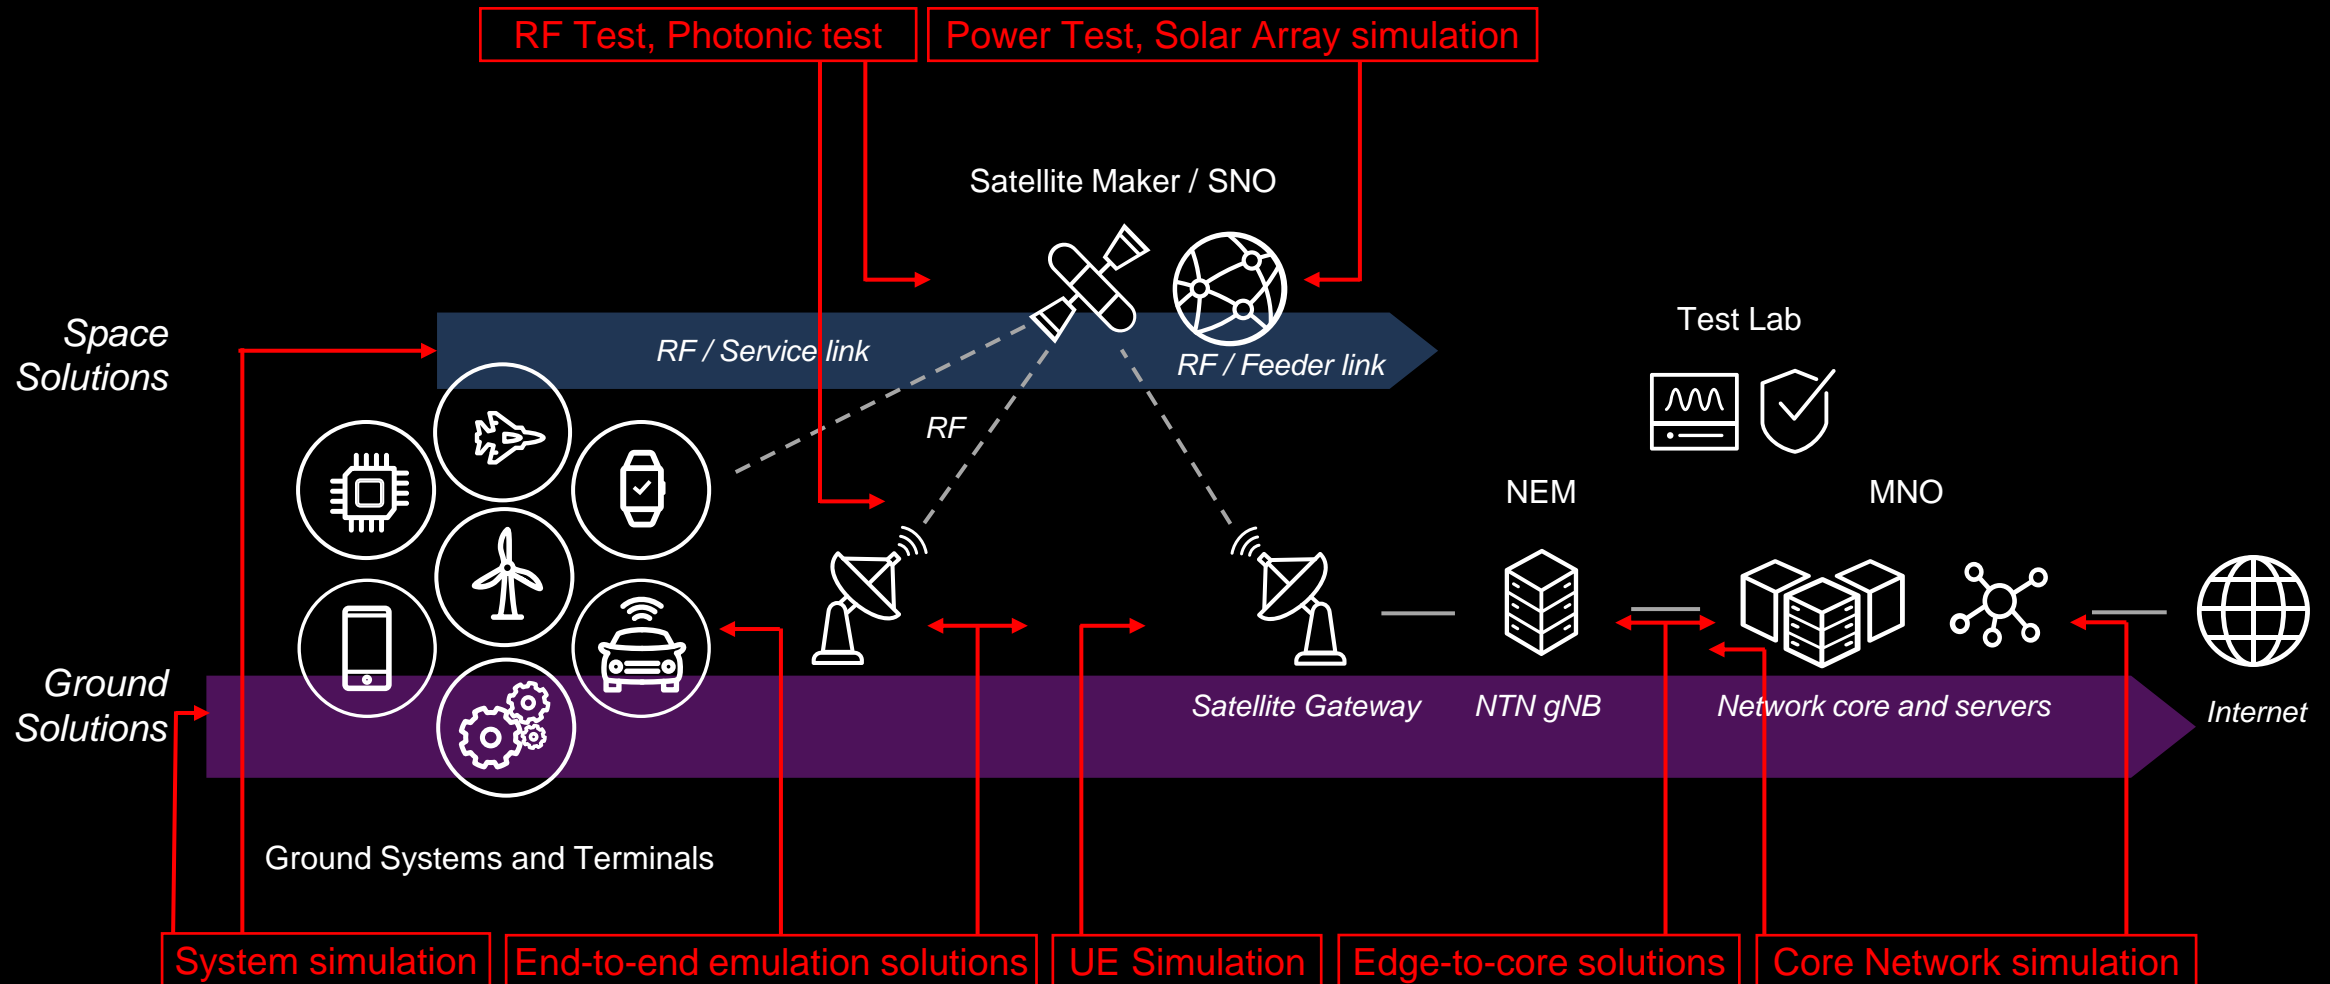 RF Test, Photonic test
Power Test, Solar Array simulation
Satellite Maker / SNO
Space
Solutions
RF / Service link
RF / Feeder link
Test Lab
RF
NEM
MNO
Ground
Solutions
Satellite Gateway
NTN gNB
Network core and servers
Internet
Ground Systems and Terminals
System simulation
End-to-end emulation solutions
UE Simulation
Edge-to-core solutions
Core Network simulation